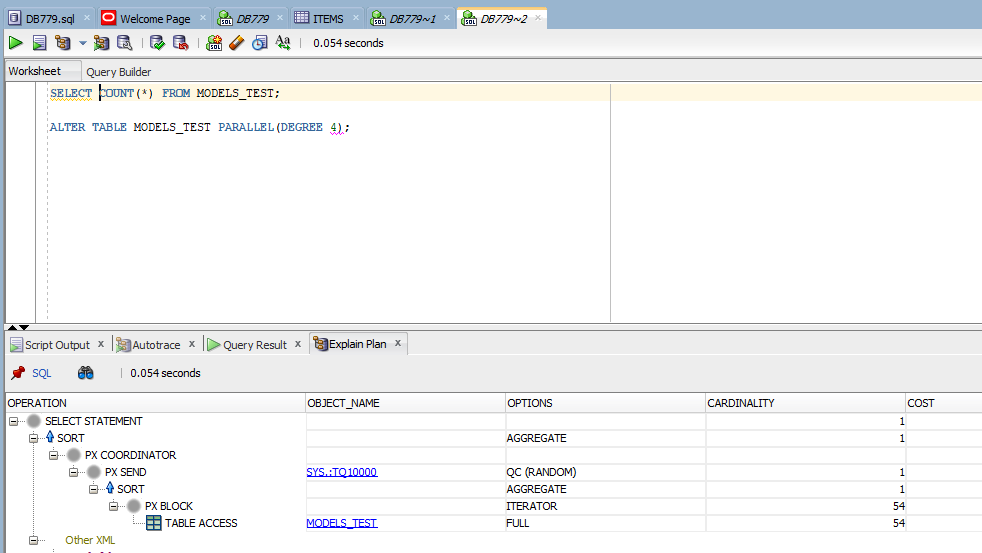 DB779.sql Welcome Page DB779 ITEMS DB779~1 DB779~2
0.054 seconds
Worksheet Query Builder
SELECT COUNT(*) FROM MODELS_TEST;
ALTER TABLE MODELS_TEST PARALLEL(DEGREE 4);
Script Output Autotrace Query Result Explain Plan
SQL 0.054 seconds
OPERATION OBJECT_NAME OPTIONS CARDINALITY COST
SELECT STATEMENT 1
SORT AGGREGATE 1
PX COORDINATOR
PX SEND SYS.:TQ10000 QC (RANDOM) 1
SORT AGGREGATE 1
PX BLOCK ITERATOR 54
TABLE ACCESS MODELS_TEST FULL 54
Other XML